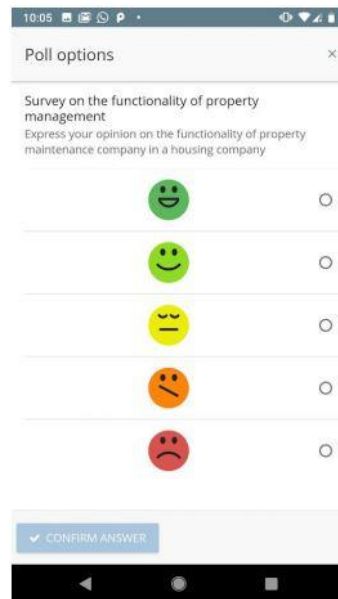 10:05
Poll options
×
Survey on the functionality of property
management
Express your opinion on the functionality of property
maintenance company in a housing company
CONFIRM ANSWER